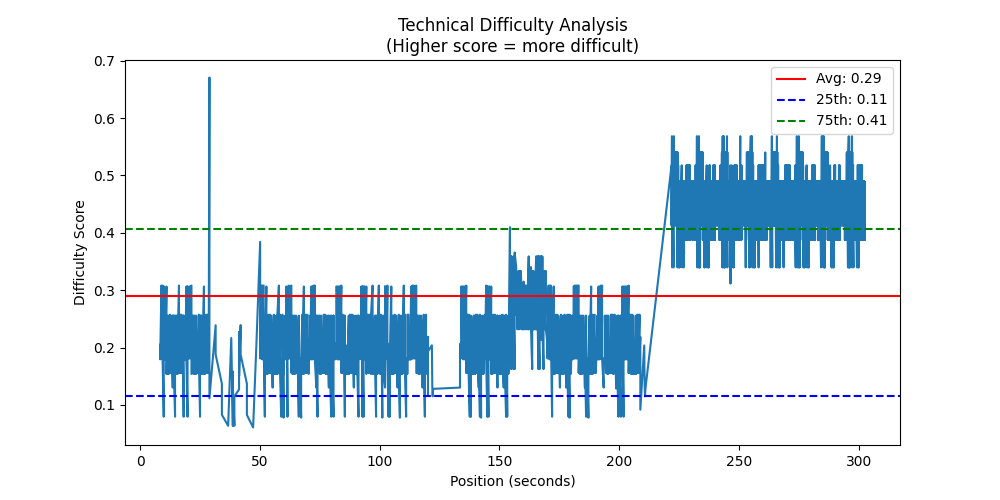 Technical Difficulty Analysis
(Higher score = more difficult)
Avg: 0.29
25th: 0.11
75th: 0.41
Difficulty Score
0.7
0.6
0.5
0.4
0.3
0.2
0.1
0
50
100
150
200
250
300
Position (seconds)